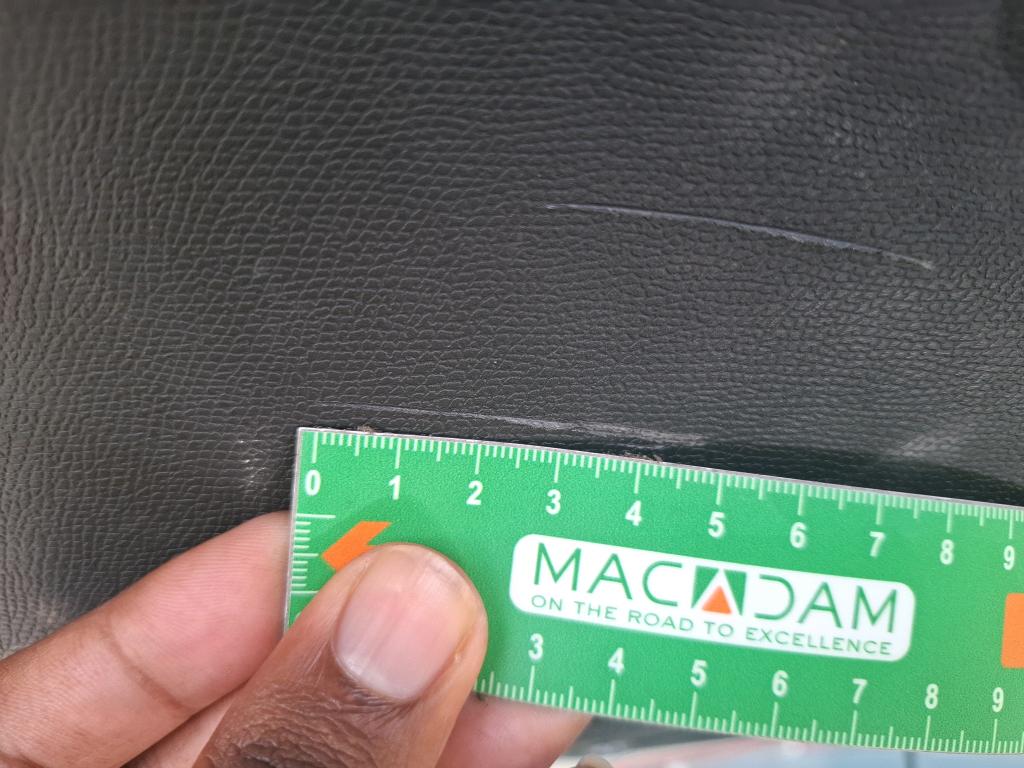 0 1 2 3 4 5 6 7 8 9
MACADAM
ON THE ROAD TO EXCELLENCE
3 4 5 6 7 8 9